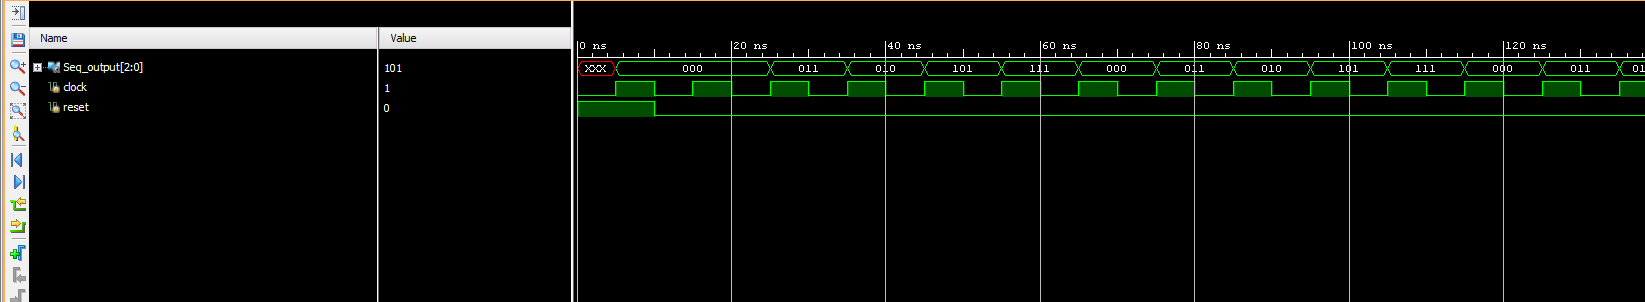 Name Value
0 ns 20 ns 40 ns 60 ns 80 ns 100 ns 120 ns
Seq_output[2:0] 101 XXX 000 011 010 101 111 000 011 010 101 111 000 011 01
clock 1
reset 0